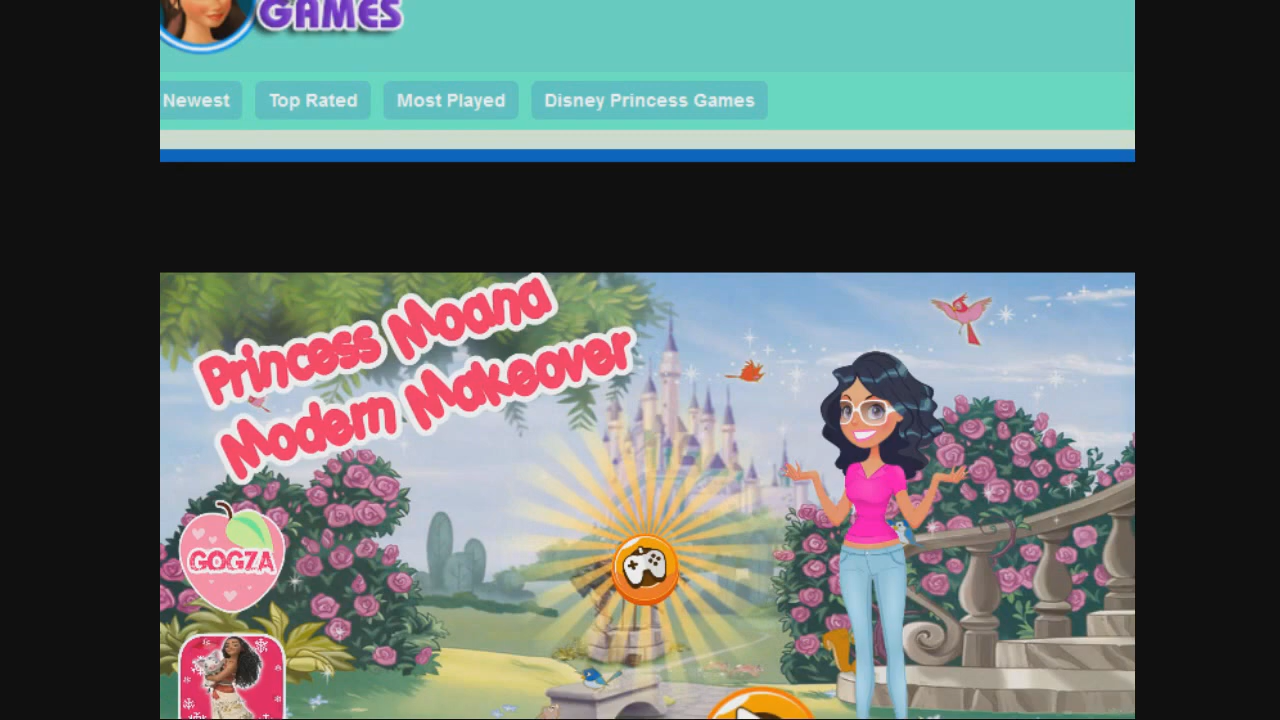 GAMES
Newest
Top Rated
Most Played
Disney Princess Games
Princess Moana
Modern Makeover
GOGZA